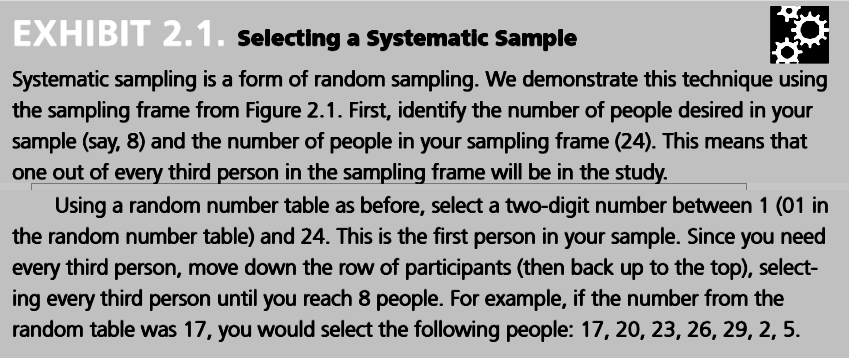 EXHIBIT 2.1. Selecting a Systematic Sample
Systematic sampling is a form of random sampling. We demonstrate this technique using
the sampling frame from Figure 2.1. First, identify the number of people desired in your
sample (say, 8) and the number of people in your sampling frame (24). This means that
one out of every third person in the sampling frame will be in the study.
Using a random number table as before, select a two-digit number between 1 (01 in
the random number table) and 24. This is the first person in your sample. Since you need
every third person, move down the row of participants (then back up to the top), select-
ing every third person until you reach 8 people. For example, if the number from the
random table was 17, you would select the following people: 17, 20, 23, 26, 29, 2, 5.